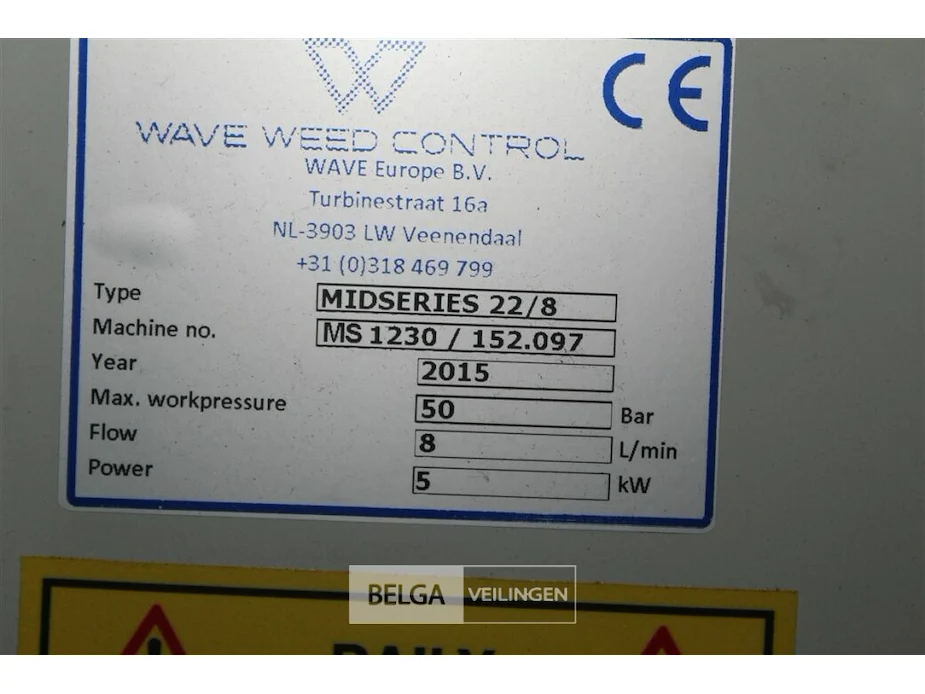 CE
WAVE WEED CONTROL
WAVE Europe B.V.
Turbinestraat 16a
NL-3903 LW Veenendaal
+31 (0)318 469 799
Type MIDSERIES 22/8
Machine no. MS 1230 / 152.097
Year 2015
Max. workpressure 50 Bar
Flow 8 L/min
Power 5 kW
BELGA VEILINGEN